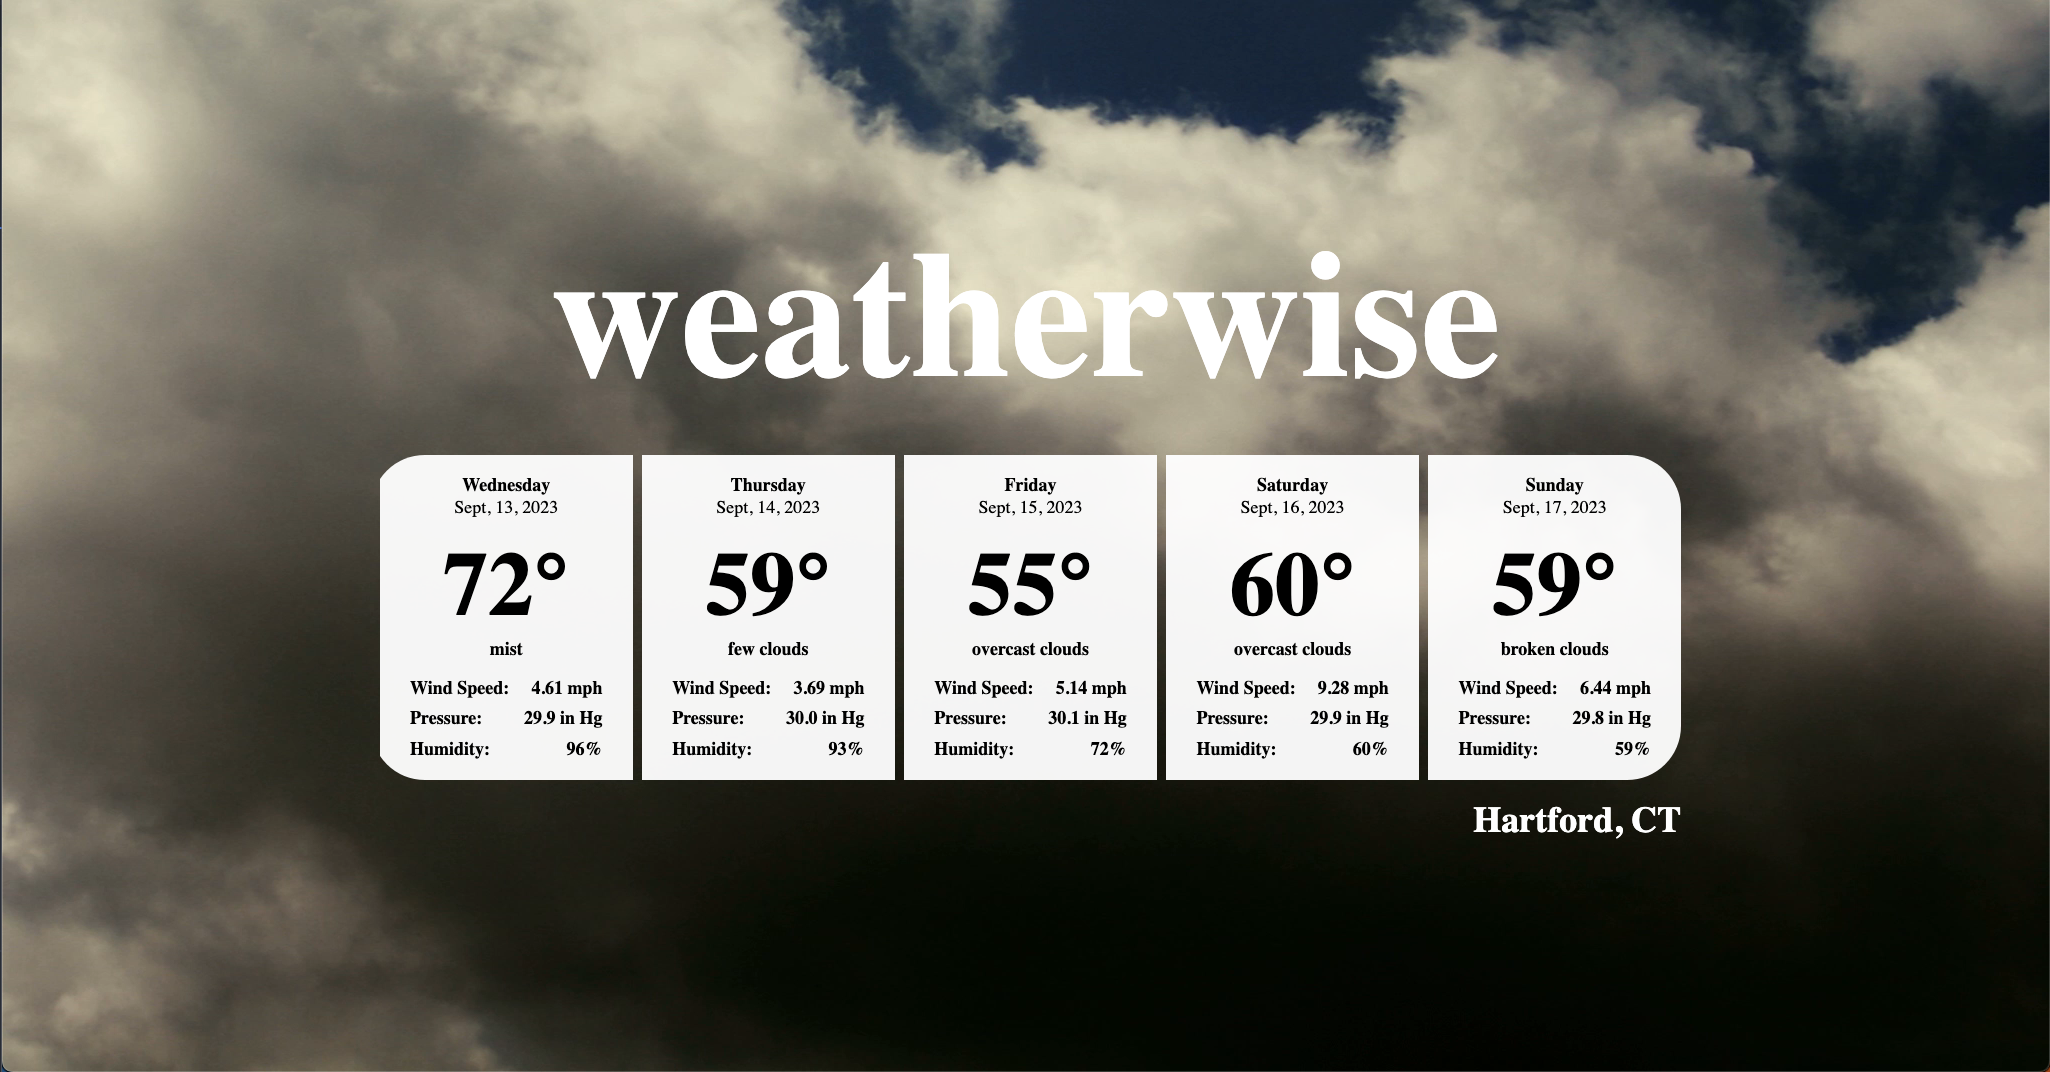 weatherwise
Wednesday
Sept, 13, 2023
72°
mist
Wind Speed: 4.61 mph
Pressure: 29.9 in Hg
Humidity: 96%
Thursday
Sept, 14, 2023
59°
few clouds
Wind Speed: 3.69 mph
Pressure: 30.0 in Hg
Humidity: 93%
Friday
Sept, 15, 2023
55°
overcast clouds
Wind Speed: 5.14 mph
Pressure: 30.1 in Hg
Humidity: 72%
Saturday
Sept, 16, 2023
60°
overcast clouds
Wind Speed: 9.28 mph
Pressure: 29.9 in Hg
Humidity: 60%
Sunday
Sept, 17, 2023
59°
broken clouds
Wind Speed: 6.44 mph
Pressure: 29.8 in Hg
Humidity: 59%
Hartford, CT